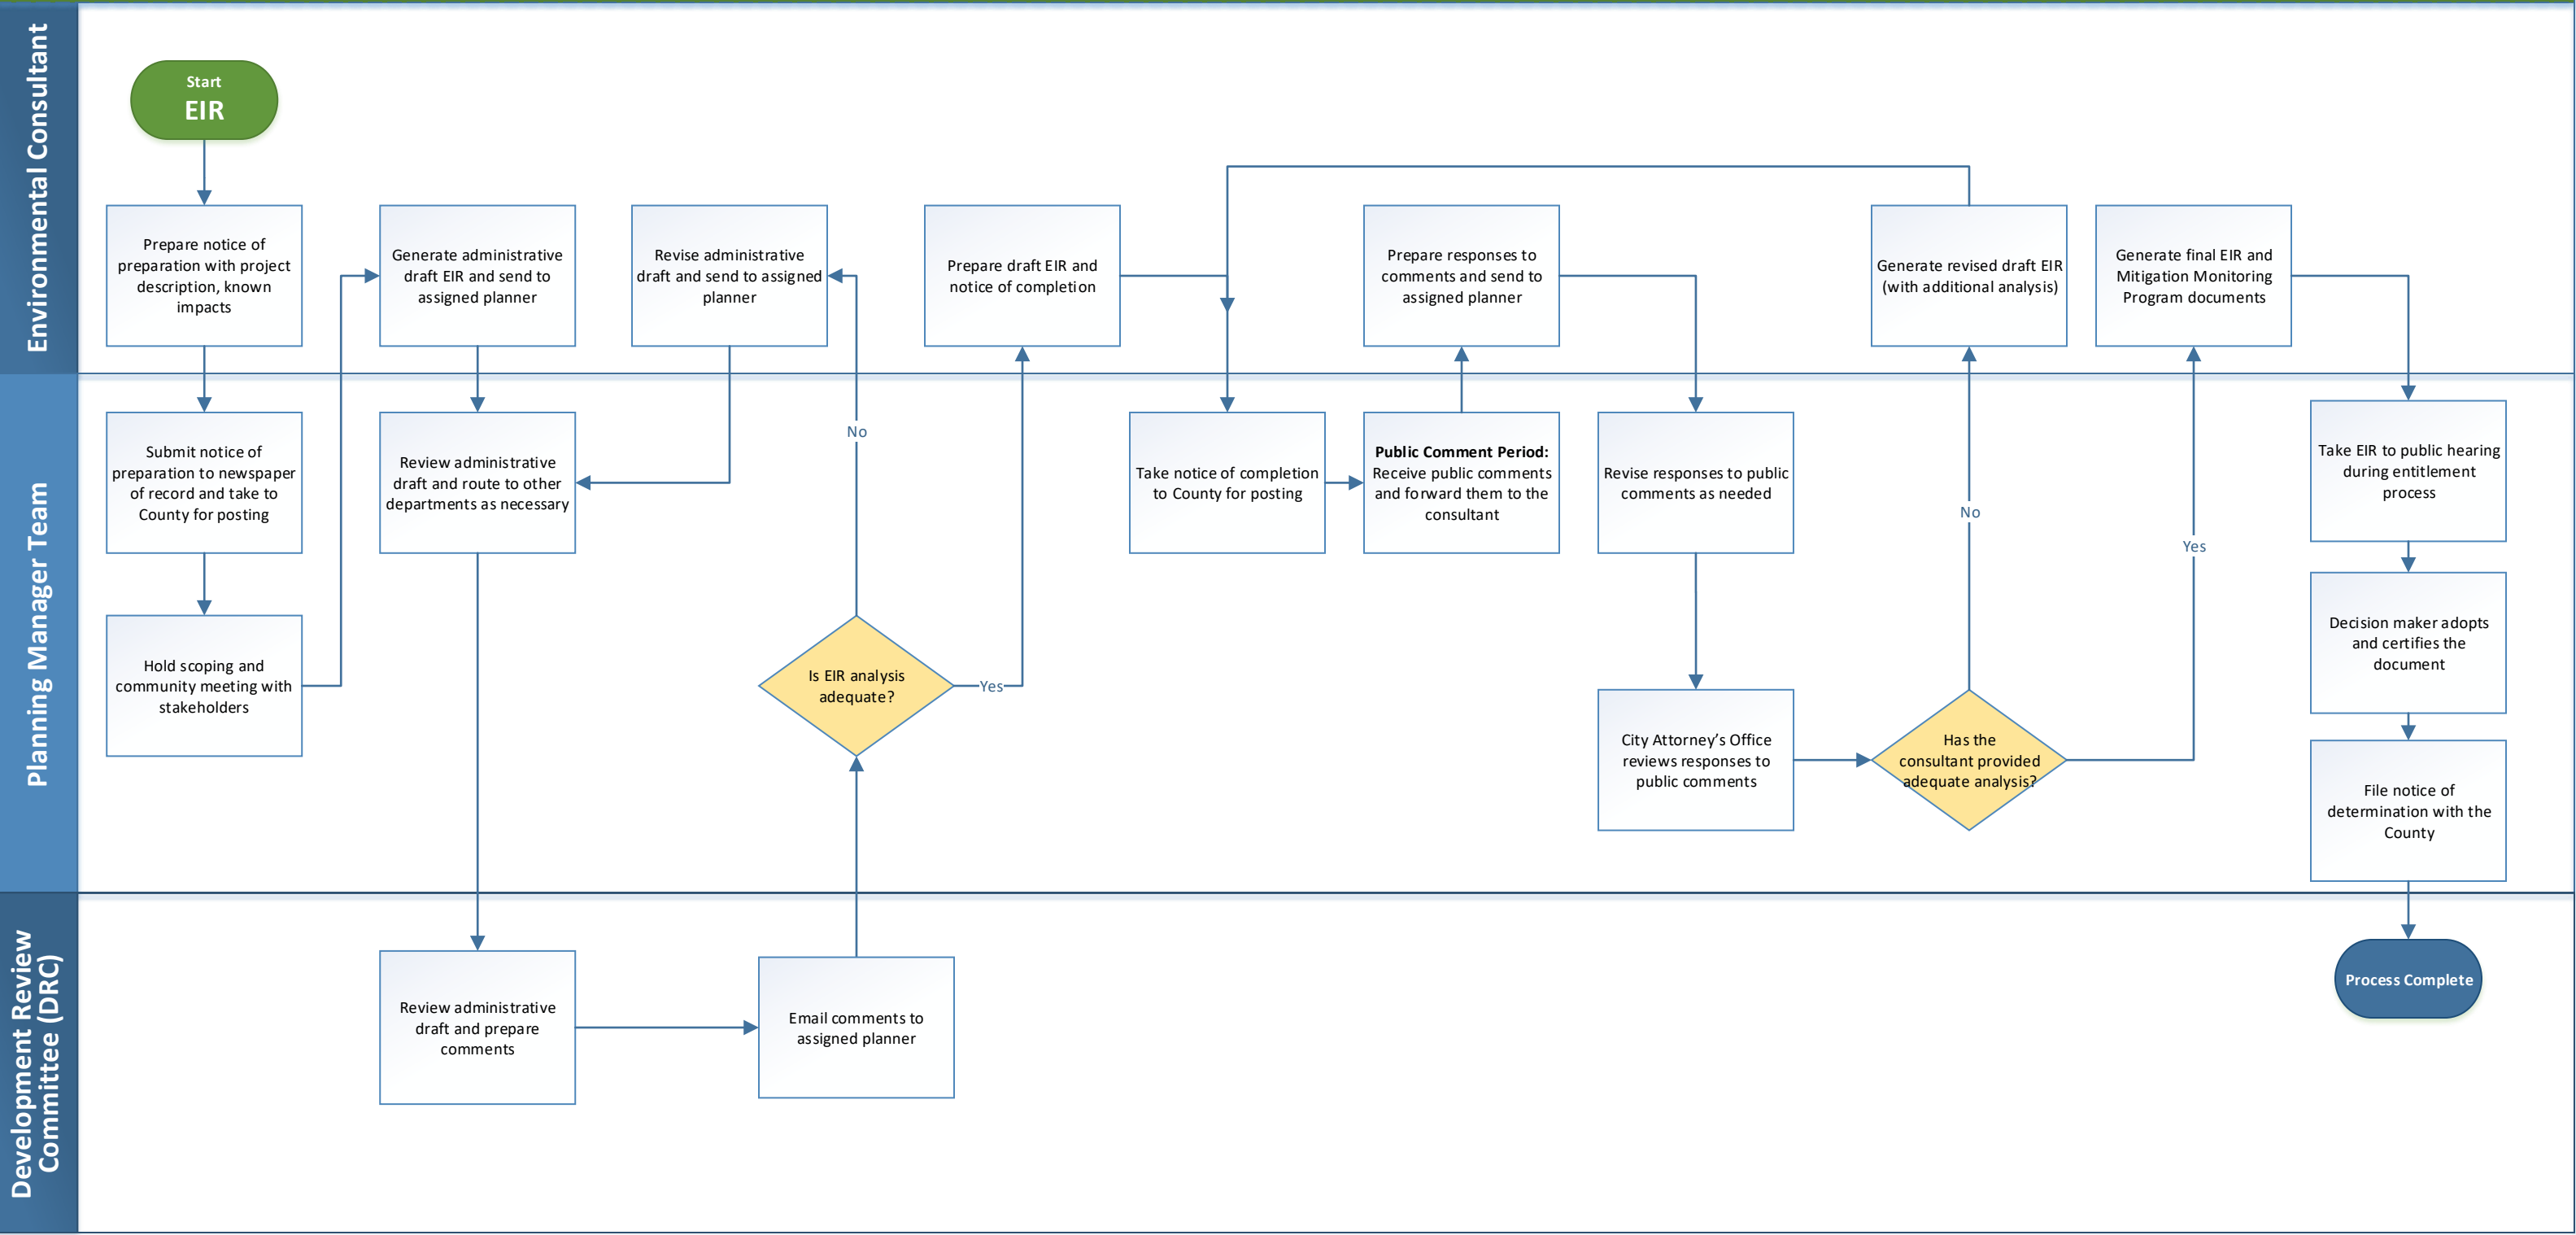 Environmental Consultant
Start
EIR
Prepare notice of
preparation with project
description, known
impacts
Generate administrative
draft EIR and send to
assigned planner
Revise administrative
draft and send to assigned
planner
Prepare draft EIR and
notice of completion
Prepare responses to
comments and send to
assigned planner
Generate revised draft EIR
(with additional analysis)
Generate final EIR and
Mitigation Monitoring
Program documents
Planning Manager Team
Submit notice of
preparation to newspaper
of record and take to
County for posting
Hold scoping and
community meeting with
stakeholders
Review administrative
draft and route to other
departments as necessary
No
Is EIR analysis
adequate?
Yes
Take notice of completion
to County for posting
Public Comment Period:
Receive public comments
and forward them to the
consultant
Revise responses to public
comments as needed
City Attorney’s Office
reviews responses to
public comments
No
Has the
consultant provided
adequate analysis?
Yes
Take EIR to public hearing
during entitlement
process
Decision maker adopts
and certifies the
document
File notice of
determination with the
County
Development Review
Committee (DRC)
Review administrative
draft and prepare
comments
Email comments to
assigned planner
Process Complete